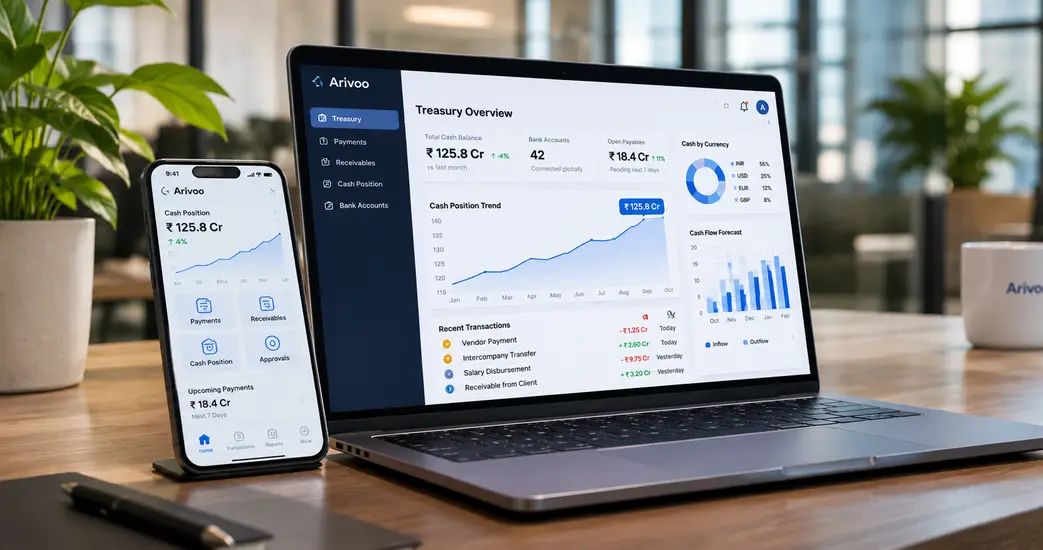 9:41
Arivoo
Cash Position
₹ 125.8 Cr
↑ 4%
Payments
Receivables
Cash Position
Approvals
Upcoming Payments
₹ 18.4 Cr
Next 7 Days
Home
Transactions
Reports
More
Arivoo
Treasury
Payments
Receivables
Cash Position
Bank Accounts
Treasury Overview
A
Total Cash Balance
₹ 125.8 Cr ↑ 4%
vs last month
Bank Accounts
42
Connected globally
Open Payables
₹ 18.4 Cr ↑ 11%
Pending next 7 days
Cash by Currency
INR 55%
USD 25%
EUR 12%
GBP 8%
Cash Position Trend
₹ 125.8 Cr
140
135
130
125
120
115
Jan Feb Mar Apr May Jun Jul Aug Sep Oct
Cash Flow Forecast
20
15
10
5
0
Oct Nov Dec Jan Feb
Inflow Outflow
Recent Transactions
Vendor Payment - ₹1.25 Cr Today
Intercompany Transfer + ₹2.60 Cr Today
Salary Disbursement - ₹9.75 Cr Yesterday
Receivable from Client + ₹3.20 Cr Yesterday
Arivoo